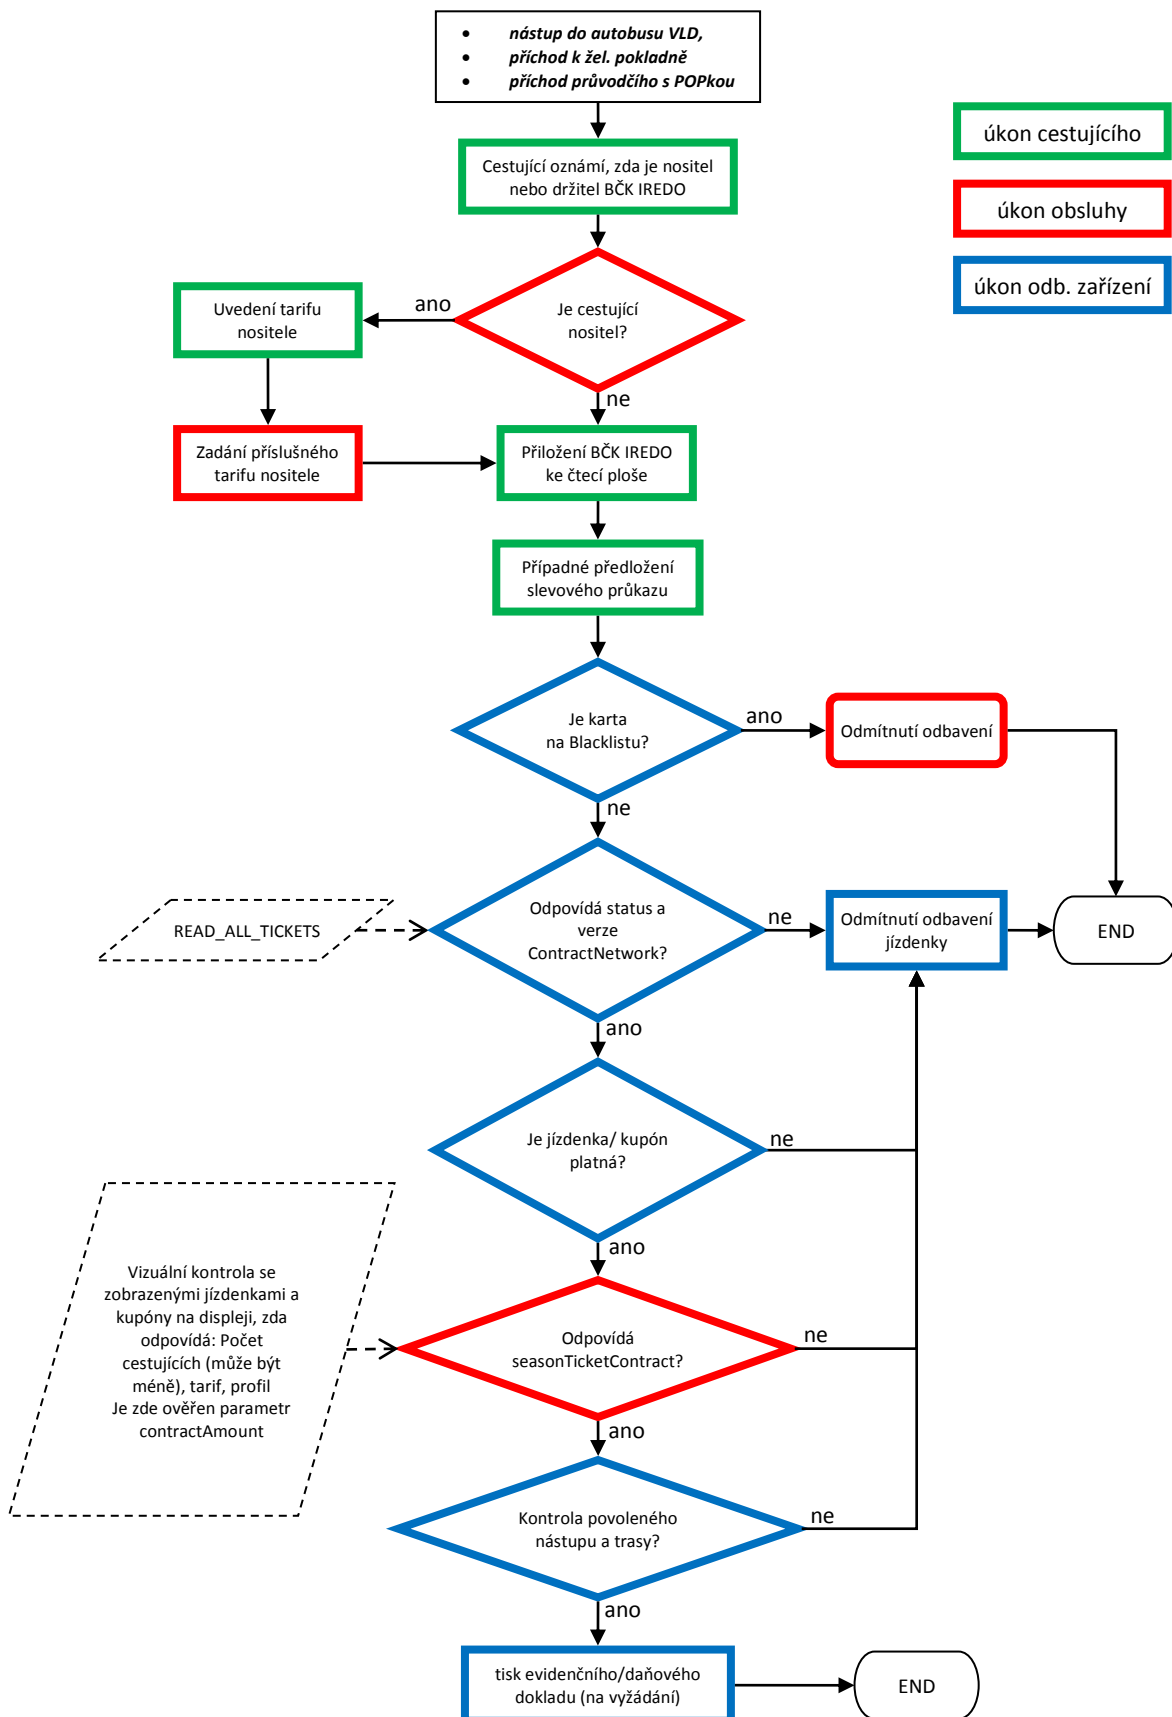 • nástup do autobusu VLD,
• příchod k žel. pokladně
• příchod průvodčího s POPkou
úkon cestujícího
Cestující oznámí, zda je nositel
nebo držitel BČK IREDO
úkon obsluhy
úkon odb. zařízení
Je cestující
nositel?
ano
Uvedení tarifu
nositele
ne
Zadání příslušného
tarifu nositele
Přiložení BČK IREDO
ke čtecí ploše
Případné předložení
slevového průkazu
Je karta
na Blacklistu?
ano
Odmítnutí odbavení
ne
READ_ALL_TICKETS
Odpovídá status a
verze
ContractNetwork?
ne
Odmítnutí odbavení
jízdenky
END
ano
Je jízdenka/ kupón
platná?
ne
ano
Vizuální kontrola se
zobrazenými jízdenkami a
kupóny na displeji, zda
odpovídá: Počet
cestujících (může být
méně), tarif, profil
Je zde ověřen parametr
contractAmount
Odpovídá
seasonTicketContract?
ne
ano
Kontrola povoleného
nástupu a trasy?
ne
ano
tisk evidenčního/daňového
dokladu (na vyžádání)
END